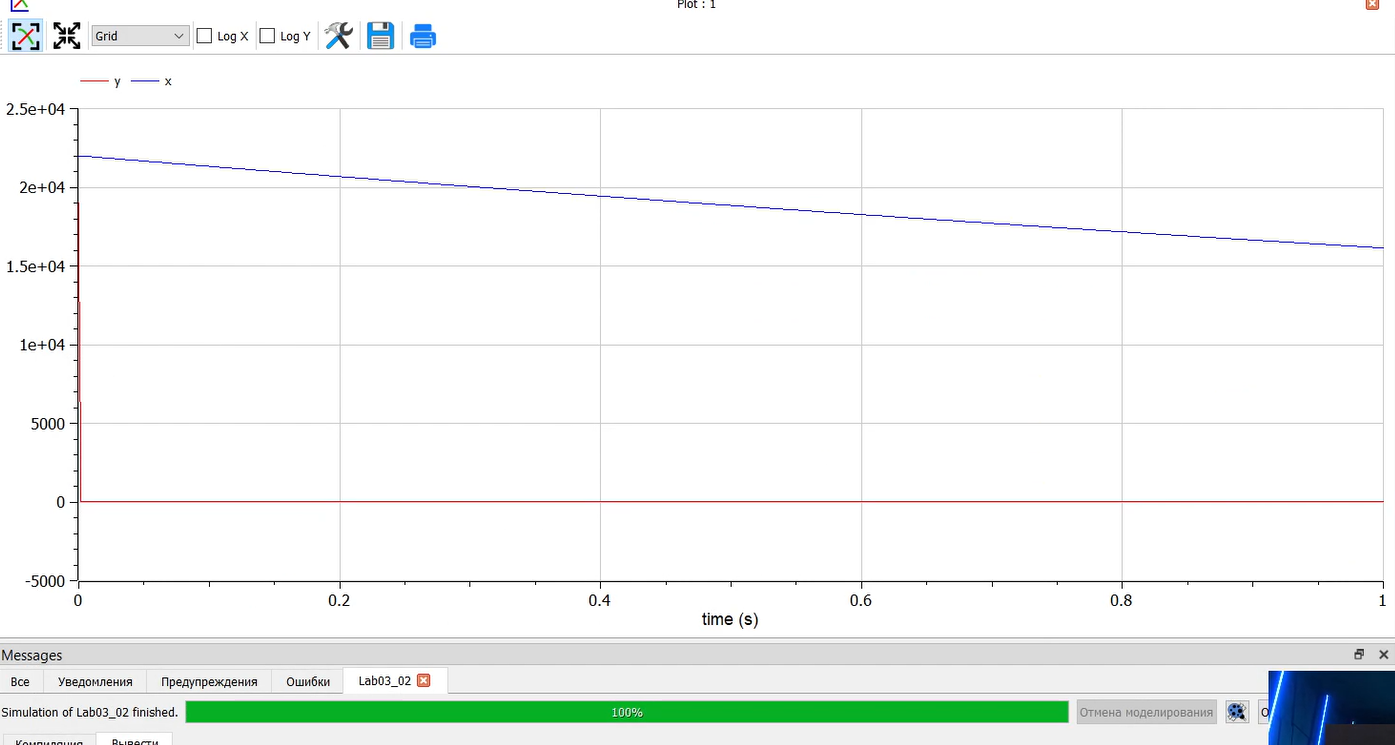 Plot : 1
Grid Log X Log Y
y x
2.5e+04
2e+04
1.5e+04
1e+04
5000
0
-5000
0 0.2 0.4 0.6 0.8 1
time (s)
Messages
Все Уведомления Предупреждения Ошибки Lab03_02
Simulation of Lab03_02 finished. 100% Отмена моделирования О
Компиляция Вывести